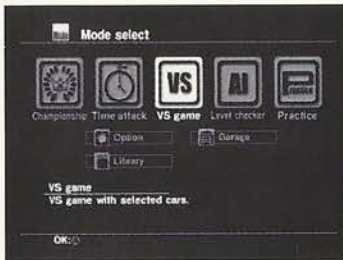 Mode select
VS
AI
Championship Time attack VS game Level checker Practice
Option Garage
Library
VS game
VS game with selected cars.
OK: